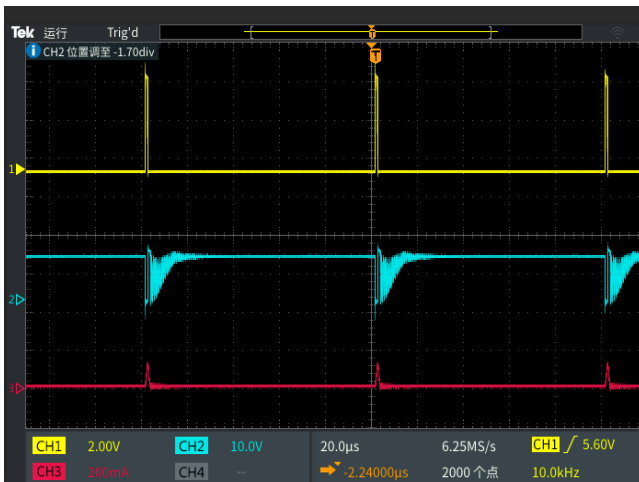 Tek 运行 Trig'd
T
i CH2 位置调至 -1.70div
T
1
2
3
CH1 2.00V CH2 10.0V 20.0µs 6.25MS/s CH1 5.60V
CH3 200mA CH4 -- -2.24000µs 2000 个点 10.0kHz